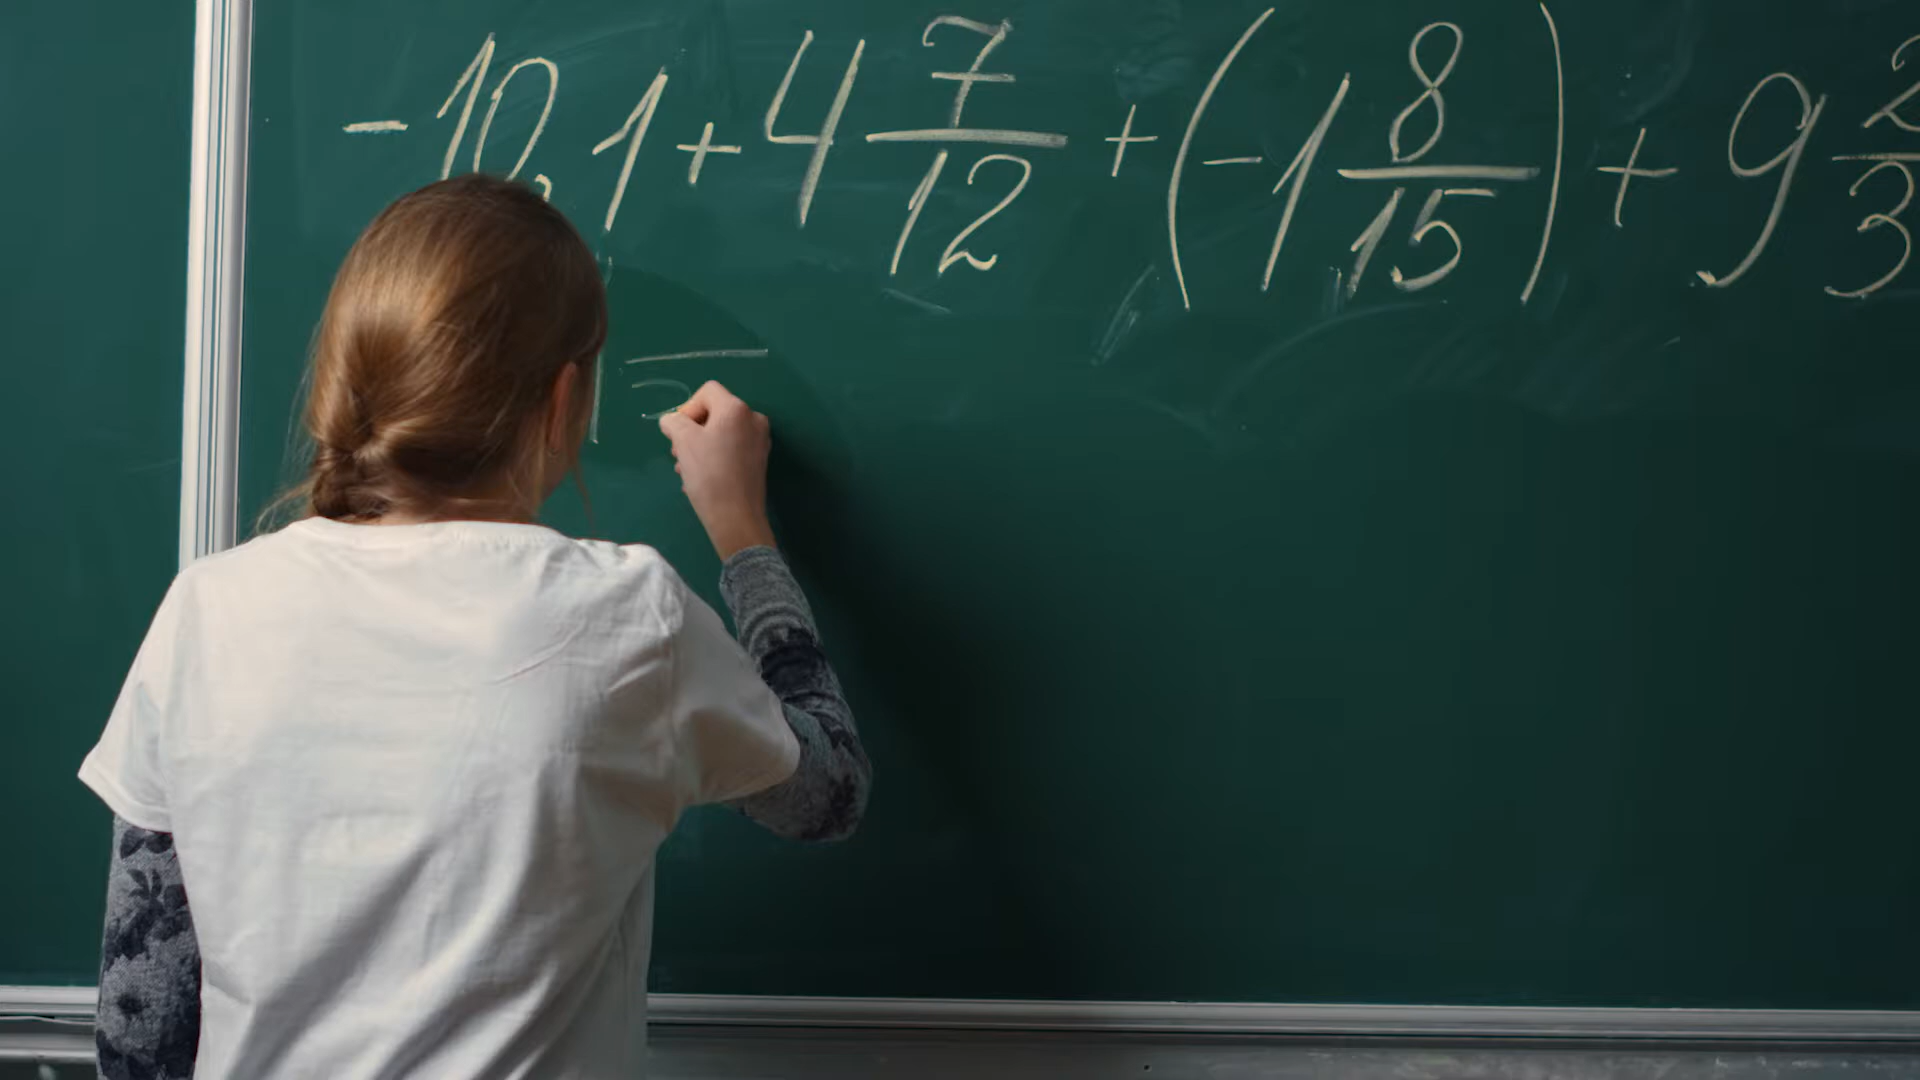 -10,1 + 4 7/12 + (-1 8/15) + 9 2/3